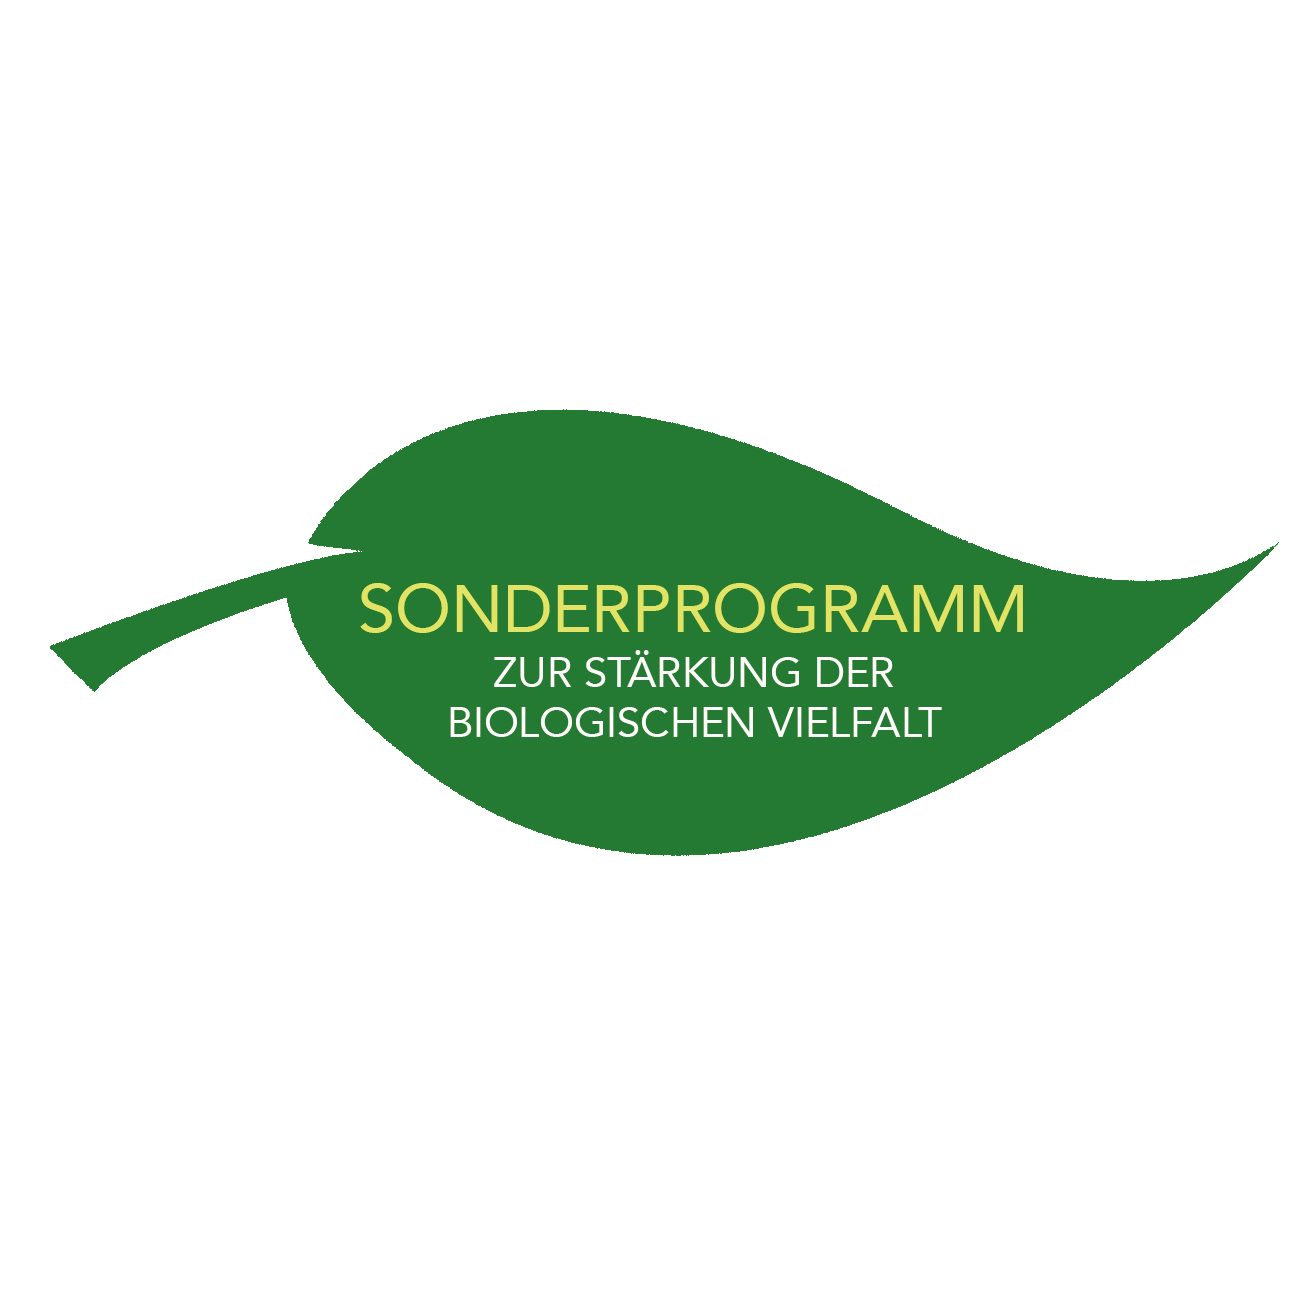 SONDERPROGRAMM
ZUR STÄRKUNG DER
BIOLOGISCHEN VIELFALT